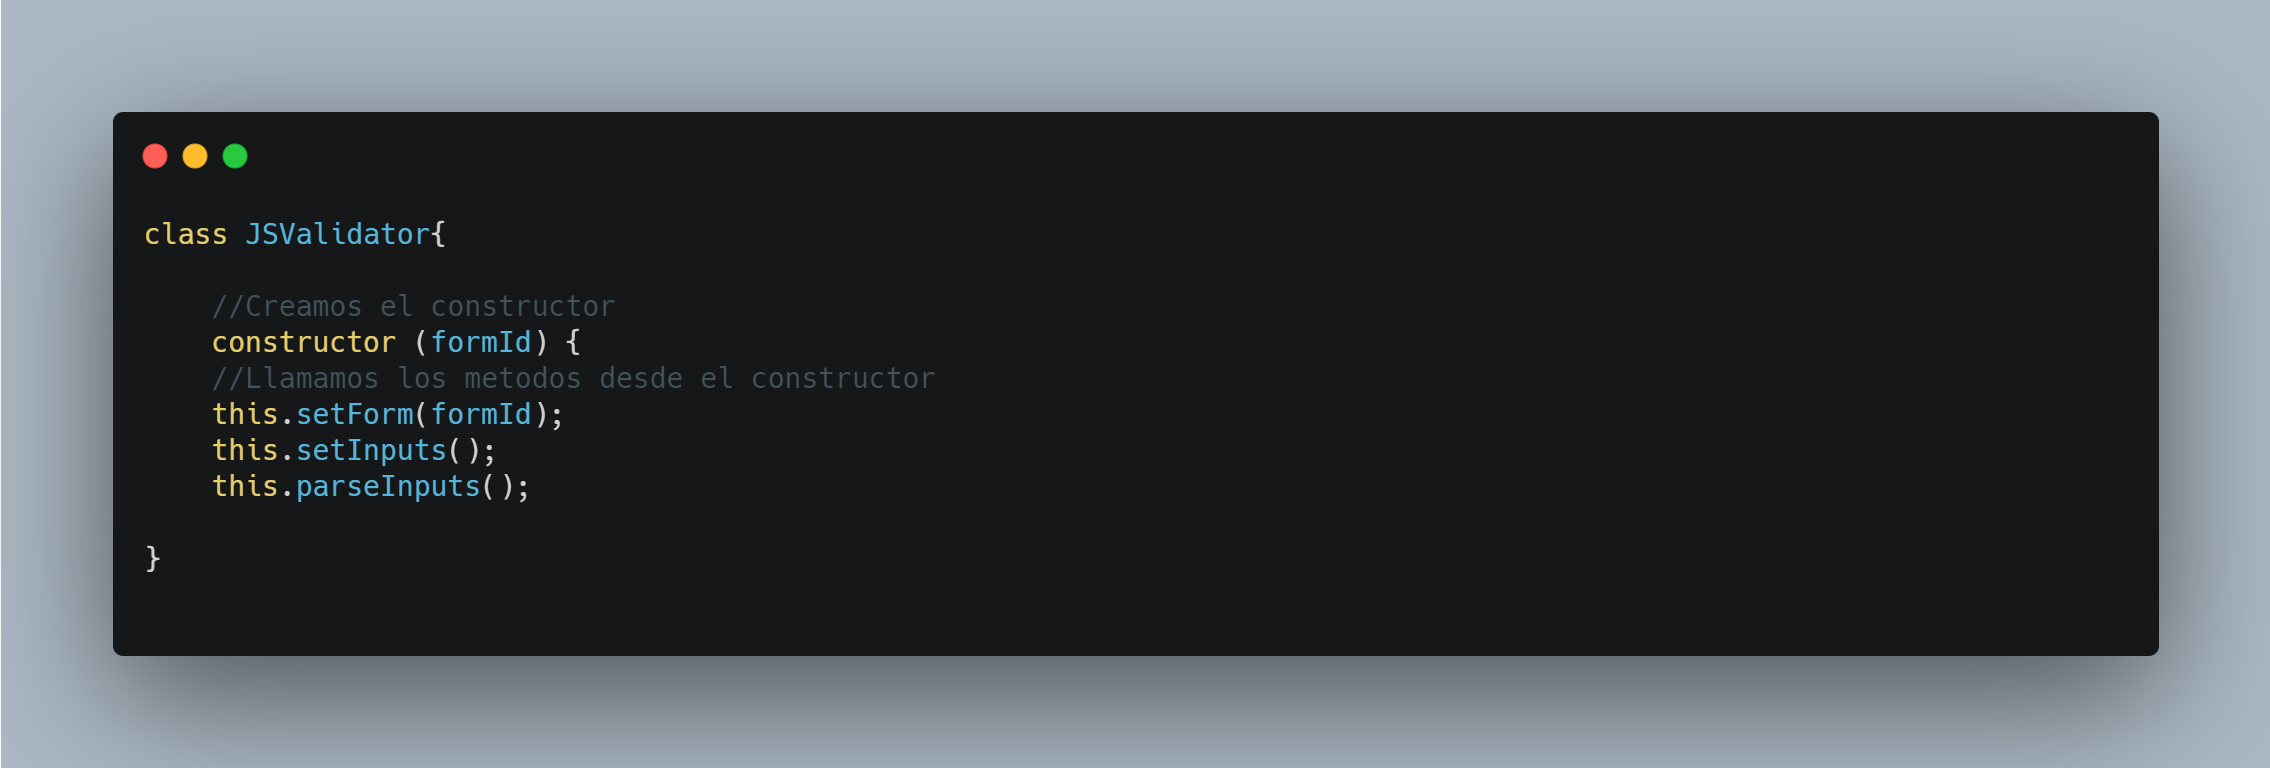 class JSValidator{
//Creamos el constructor
constructor (formId) {
//Llamamos los metodos desde el constructor
this.setForm(formId);
this.setInputs();
this.parseInputs();
}